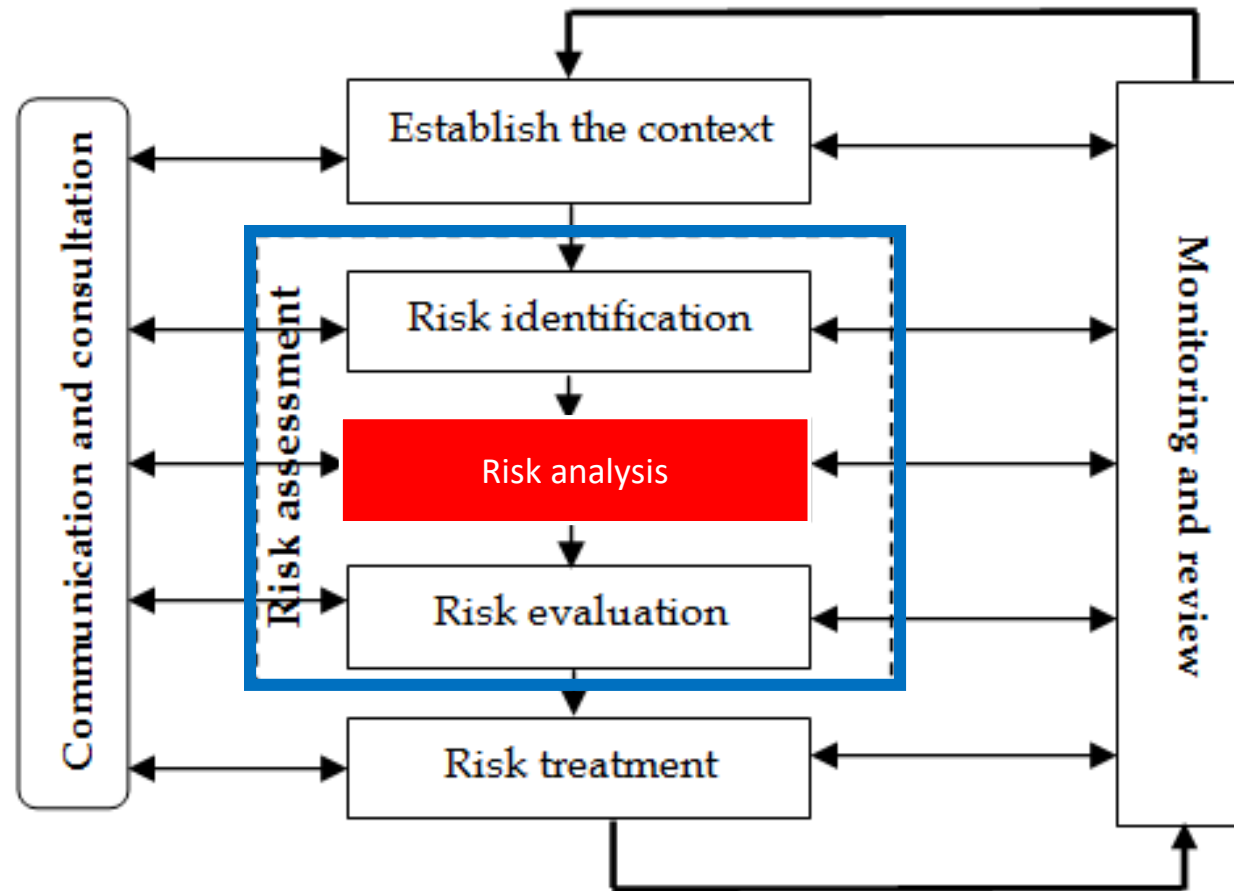 Establish the context
Communication and consultation
Risk assessment
Risk identification
Risk analysis
Risk evaluation
Monitoring and review
Risk treatment